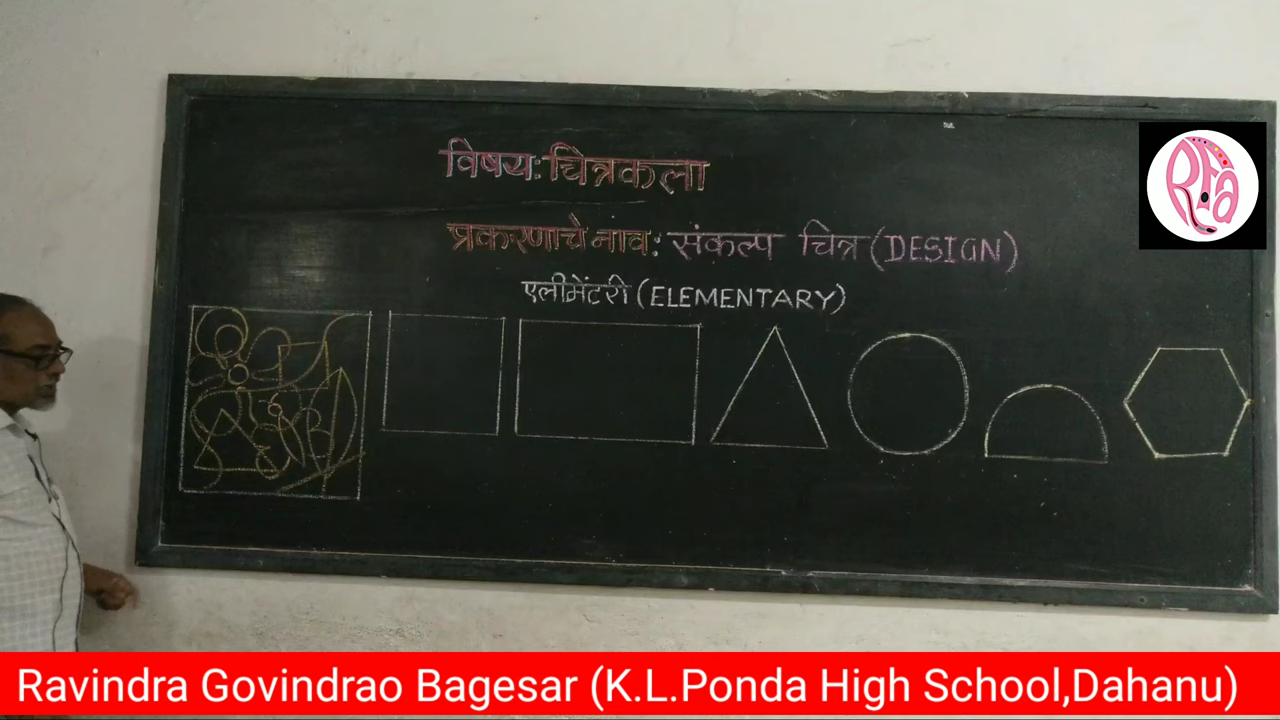 विषय: चित्रकला
प्रकरणाचे नांव: संकल्प चित्र (DESIGN)
एलीमेंटरी (ELEMENTARY)
RFa
Ravindra Govindrao Bagesar (K.L.Ponda High School,Dahanu)